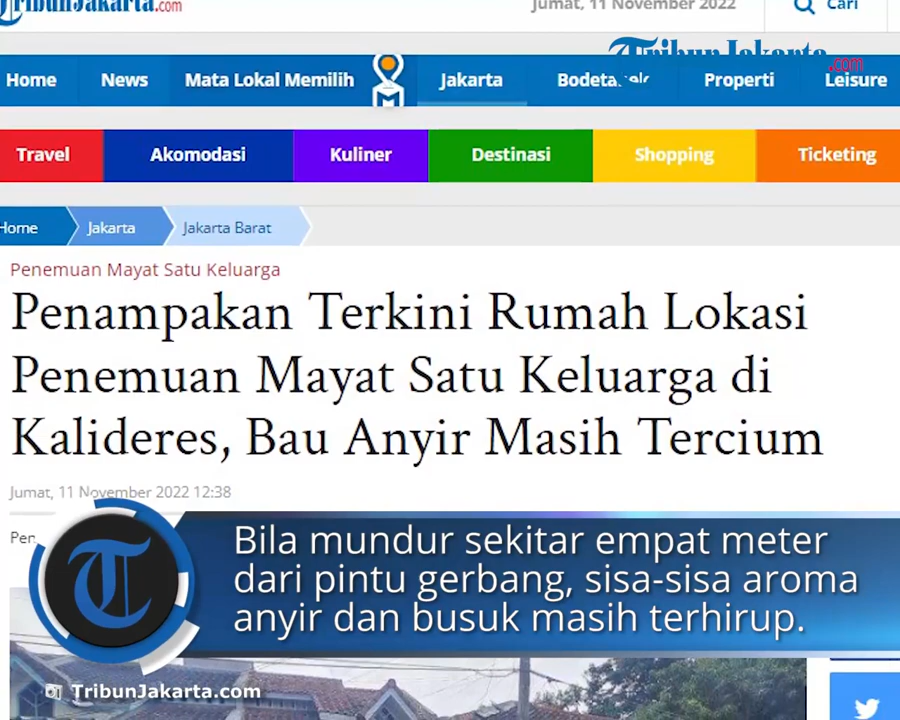 TribunJakarta.com
Jumat, 11 November 2022
Cari
TribunJakarta.com
Home News Mata Lokal Memilih M Jakarta Properti Leisure
Travel Akomodasi Kuliner Destinasi Shopping Ticketing
Home Jakarta Jakarta Barat
Penemuan Mayat Satu Keluarga
Penampakan Terkini Rumah Lokasi
Penemuan Mayat Satu Keluarga di
Kalideres, Bau Anyir Masih Tercium
Jumat, 11 November 2022 12:38
Bila mundur sekitar empat meter
dari pintu gerbang, sisa-sisa aroma
anyir dan busuk masih terhirup.
T
TribunJakarta.com